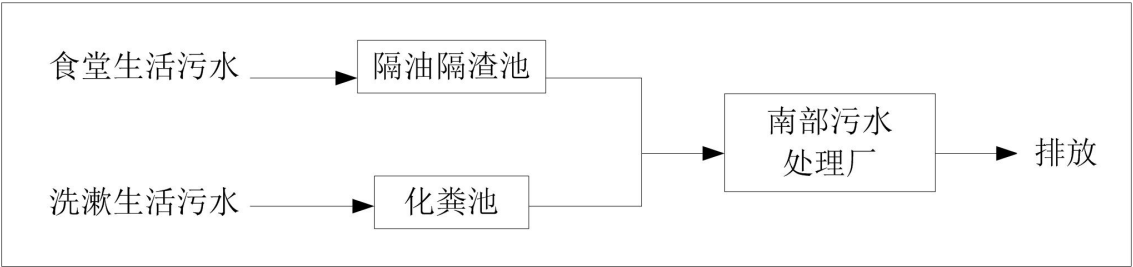 食堂生活污水
隔油隔渣池
南部污水
处理厂
排放
洗漱生活污水
化粪池